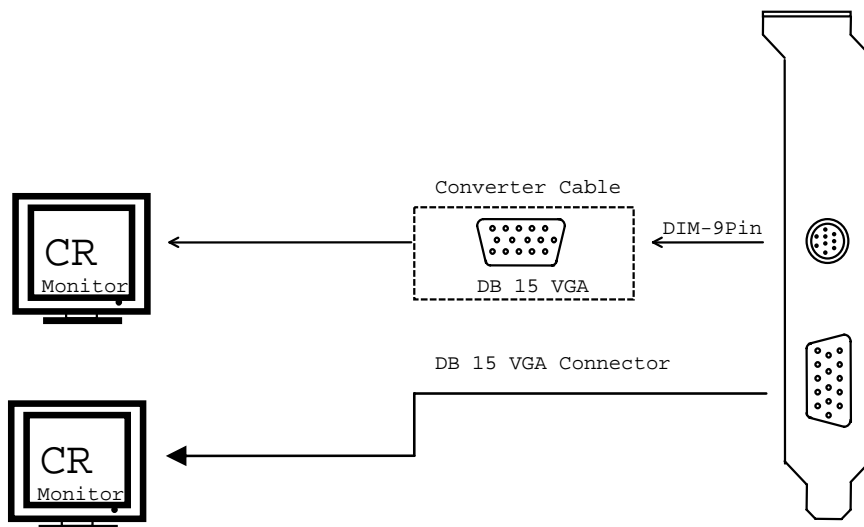 Converter Cable
DIM-9Pin
CR
Monitor
DB 15 VGA
DB 15 VGA Connector
CR
Monitor